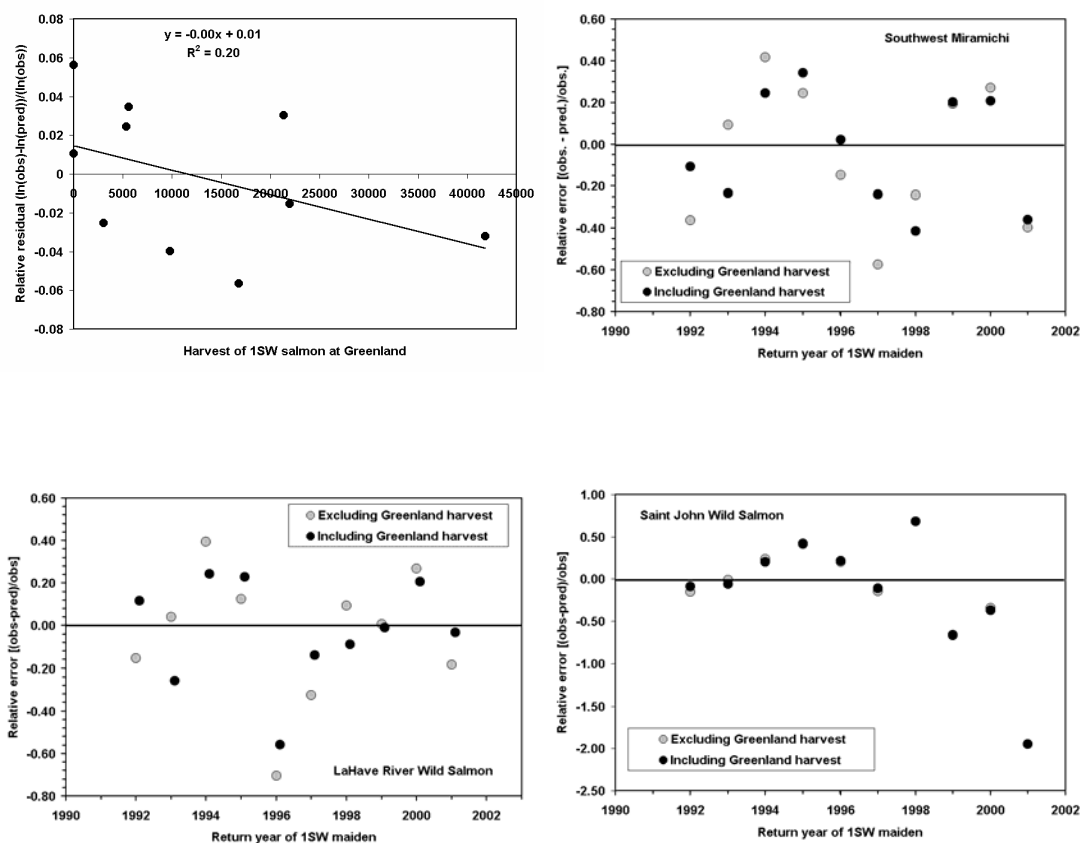 y = -0.00x + 0.01
R² = 0.20
Relative residual (ln(obs)-ln(pred))/(ln(obs))
0.08
0.06
0.04
0.02
0
-0.02
-0.04
-0.06
-0.08
0 5000 10000 15000 20000 25000 30000 35000 40000 45000
Harvest of 1SW salmon at Greenland
Southwest Miramichi
Relative error [(obs. - pred.)/obs.]
0.60
0.40
0.20
0.00
-0.20
-0.40
-0.60
-0.80
Excluding Greenland harvest
Including Greenland harvest
1990 1992 1994 1996 1998 2000 2002
Return year of 1SW maiden
Relative error [(obs-pred)/obs]
0.60
0.40
0.20
0.00
-0.20
-0.40
-0.60
-0.80
Excluding Greenland harvest
Including Greenland harvest
LaHave River Wild Salmon
1990 1992 1994 1996 1998 2000 2002
Return year of 1SW maiden
Saint John Wild Salmon
Relative error [(obs-pred)/obs]
1.00
0.50
0.00
-0.50
-1.00
-1.50
-2.00
-2.50
Excluding Greenland harvest
Including Greenland harvest
1990 1992 1994 1996 1998 2000 2002
Return year of 1SW maiden